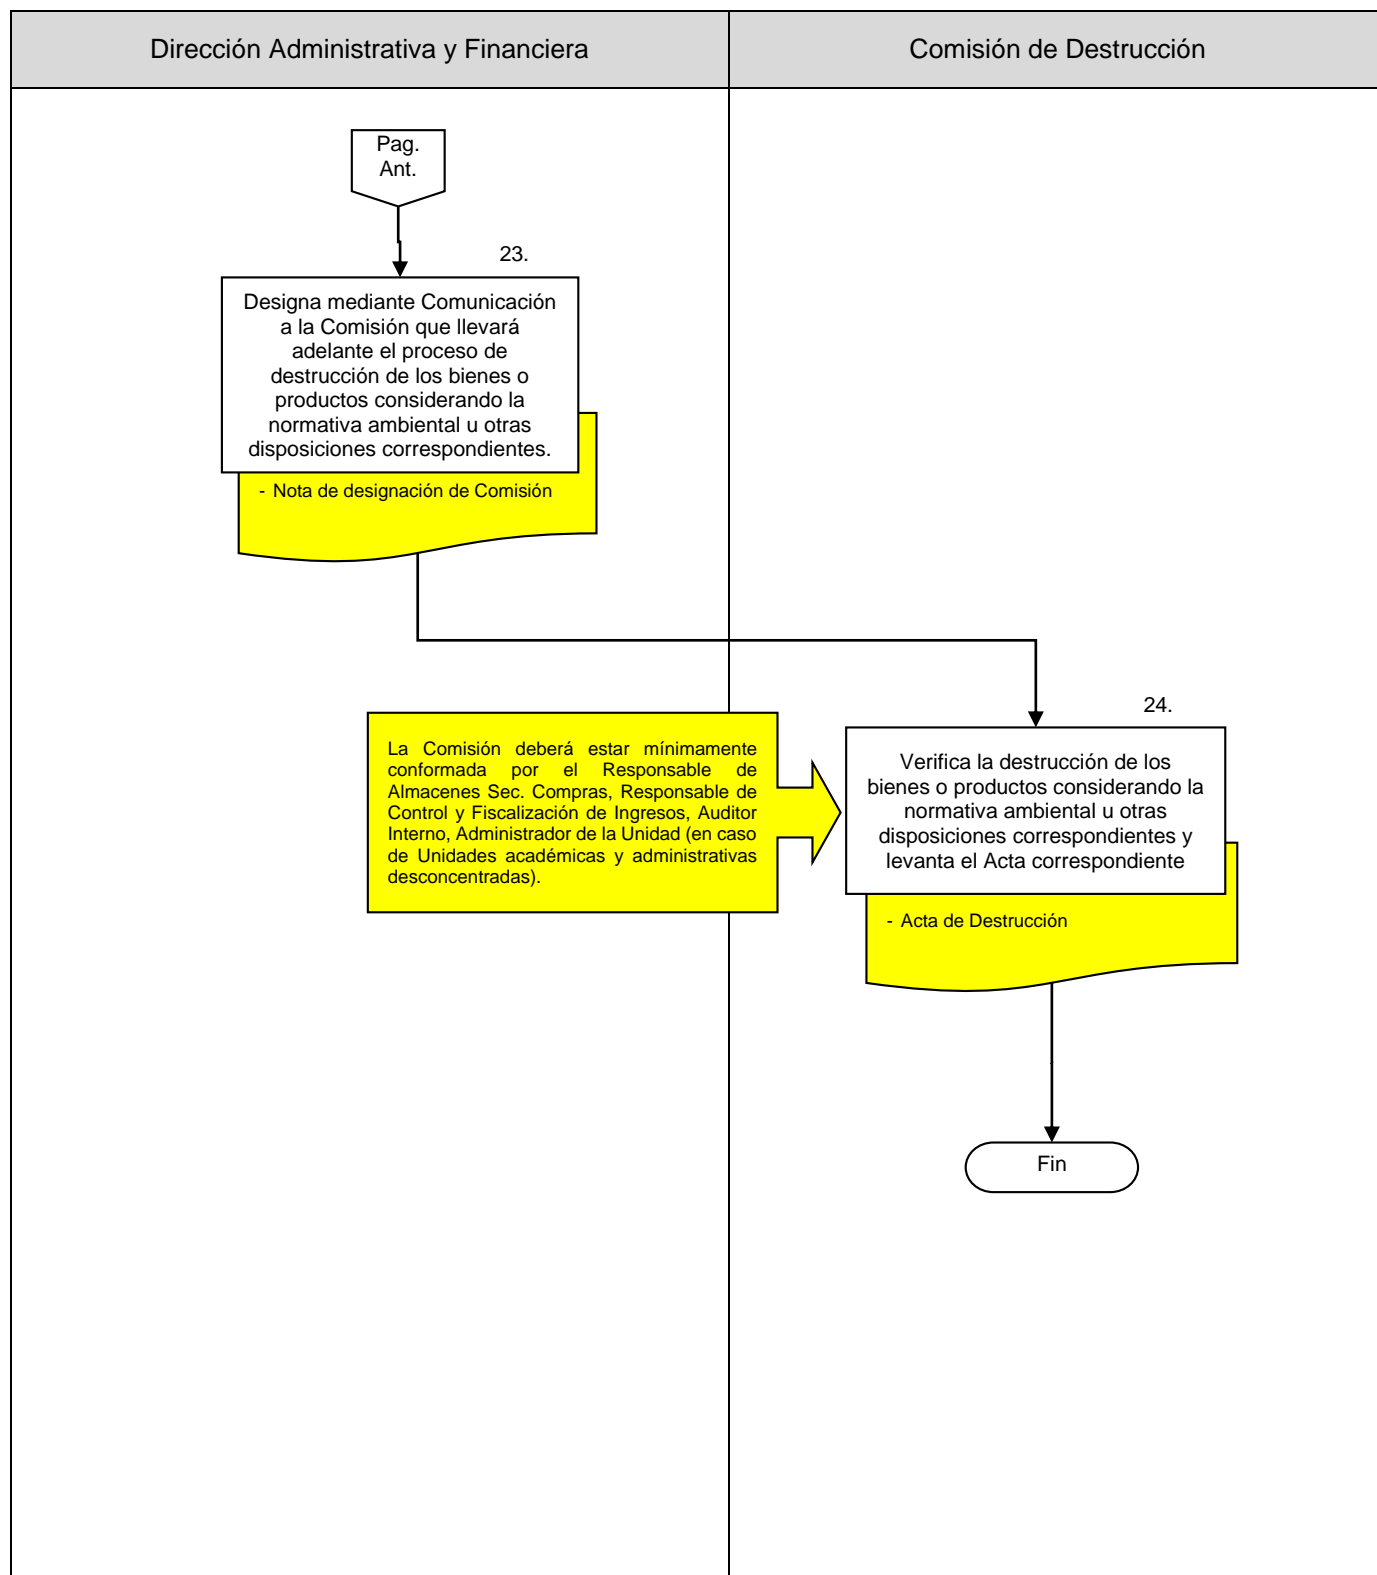 Dirección Administrativa y Financiera
Comisión de Destrucción
Pag.
Ant.
23.
Designa mediante Comunicación
a la Comisión que llevará
adelante el proceso de
destrucción de los bienes o
productos considerando la
normativa ambiental u otras
disposiciones correspondientes.
- Nota de designación de Comisión
La Comisión deberá estar mínimamente
conformada por el Responsable de
Almacenes Sec. Compras, Responsable de
Control y Fiscalización de Ingresos, Auditor
Interno, Administrador de la Unidad (en caso
de Unidades académicas y administrativas
desconcentradas).
24.
Verifica la destrucción de los
bienes o productos considerando la
normativa ambiental u otras
disposiciones correspondientes y
levanta el Acta correspondiente
- Acta de Destrucción
Fin